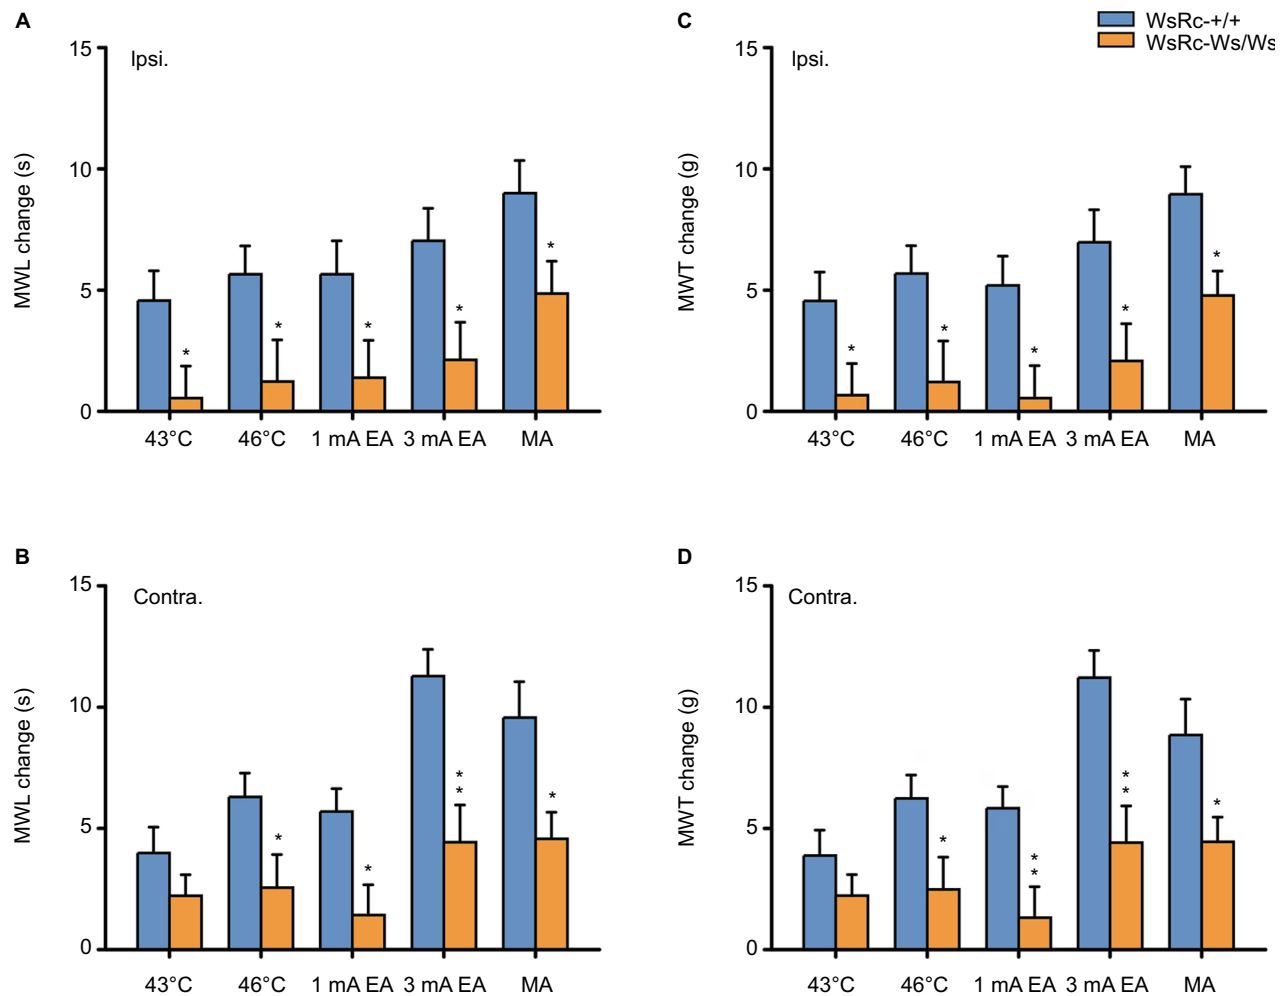 A
15
Ipsi.
10
5
0
MWL change (s)
*
*
*
*
*
43°C 46°C 1 mA EA 3 mA EA MA
C
WsRc-+/+
WsRc-Ws/Ws
15
Ipsi.
10
5
0
MWT change (g)
*
*
*
*
*
43°C 46°C 1 mA EA 3 mA EA MA
B
15
Contra.
10
5
0
MWL change (s)
*
*
*
*
*
43°C 46°C 1 mA EA 3 mA EA MA
D
15
Contra.
10
5
0
MWT change (g)
*
*
*
*
*
*
43°C 46°C 1 mA EA 3 mA EA MA